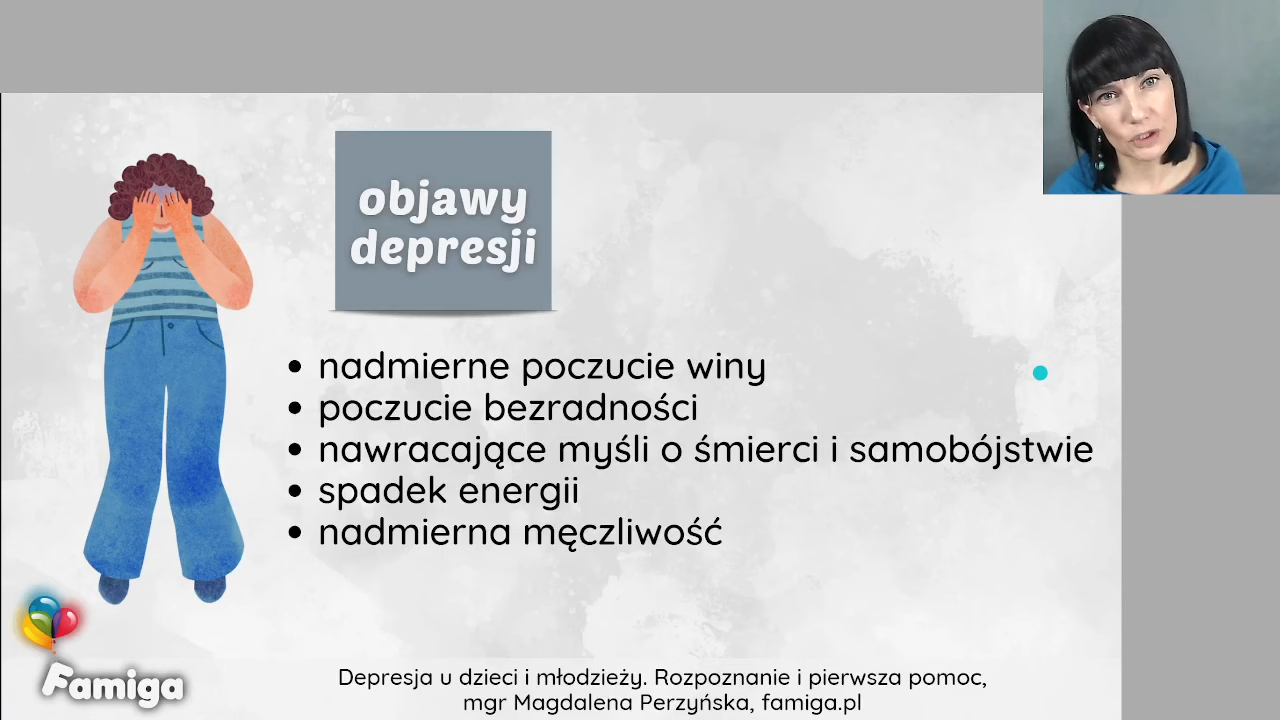 objawy
depresji
nadmierne poczucie winy
poczucie bezradności
nawracające myśli o śmierci i samobójstwie
spadek energii
nadmierna męczliwość
Famiga
Depresja u dzieci i młodzieży. Rozpoznanie i pierwsza pomoc,
mgr Magdalena Perzyńska, famiga.pl